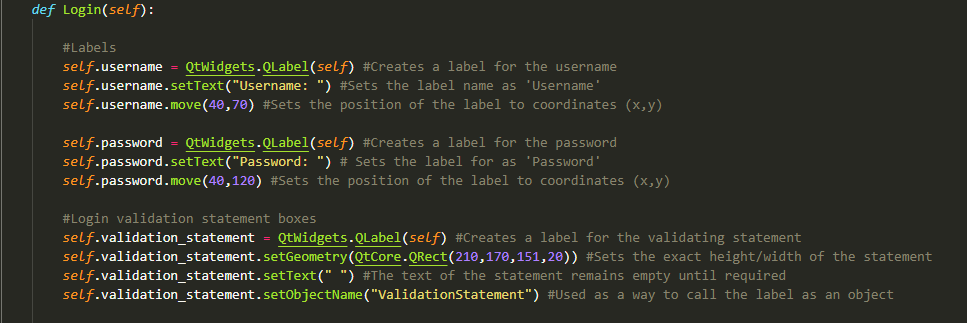 def Login(self):
#Labels
self.username = QtWidgets.QLabel(self) #Creates a label for the username
self.username.setText("Username: ") #Sets the label name as 'Username'
self.username.move(40,70) #Sets the position of the label to coordinates (x,y)
self.password = QtWidgets.QLabel(self) #Creates a label for the password
self.password.setText("Password: ") # Sets the label for as 'Password'
self.password.move(40,120) #Sets the position of the label to coordinates (x,y)
#Login validation statement boxes
self.validation_statement = QtWidgets.QLabel(self) #Creates a label for the validating statement
self.validation_statement.setGeometry(QtCore.QRect(210,170,151,20)) #Sets the exact height/width of the statement
self.validation_statement.setText(" ") #The text of the statement remains empty until required
self.validation_statement.setObjectName("ValidationStatement") #Used as a way to call the label as an object